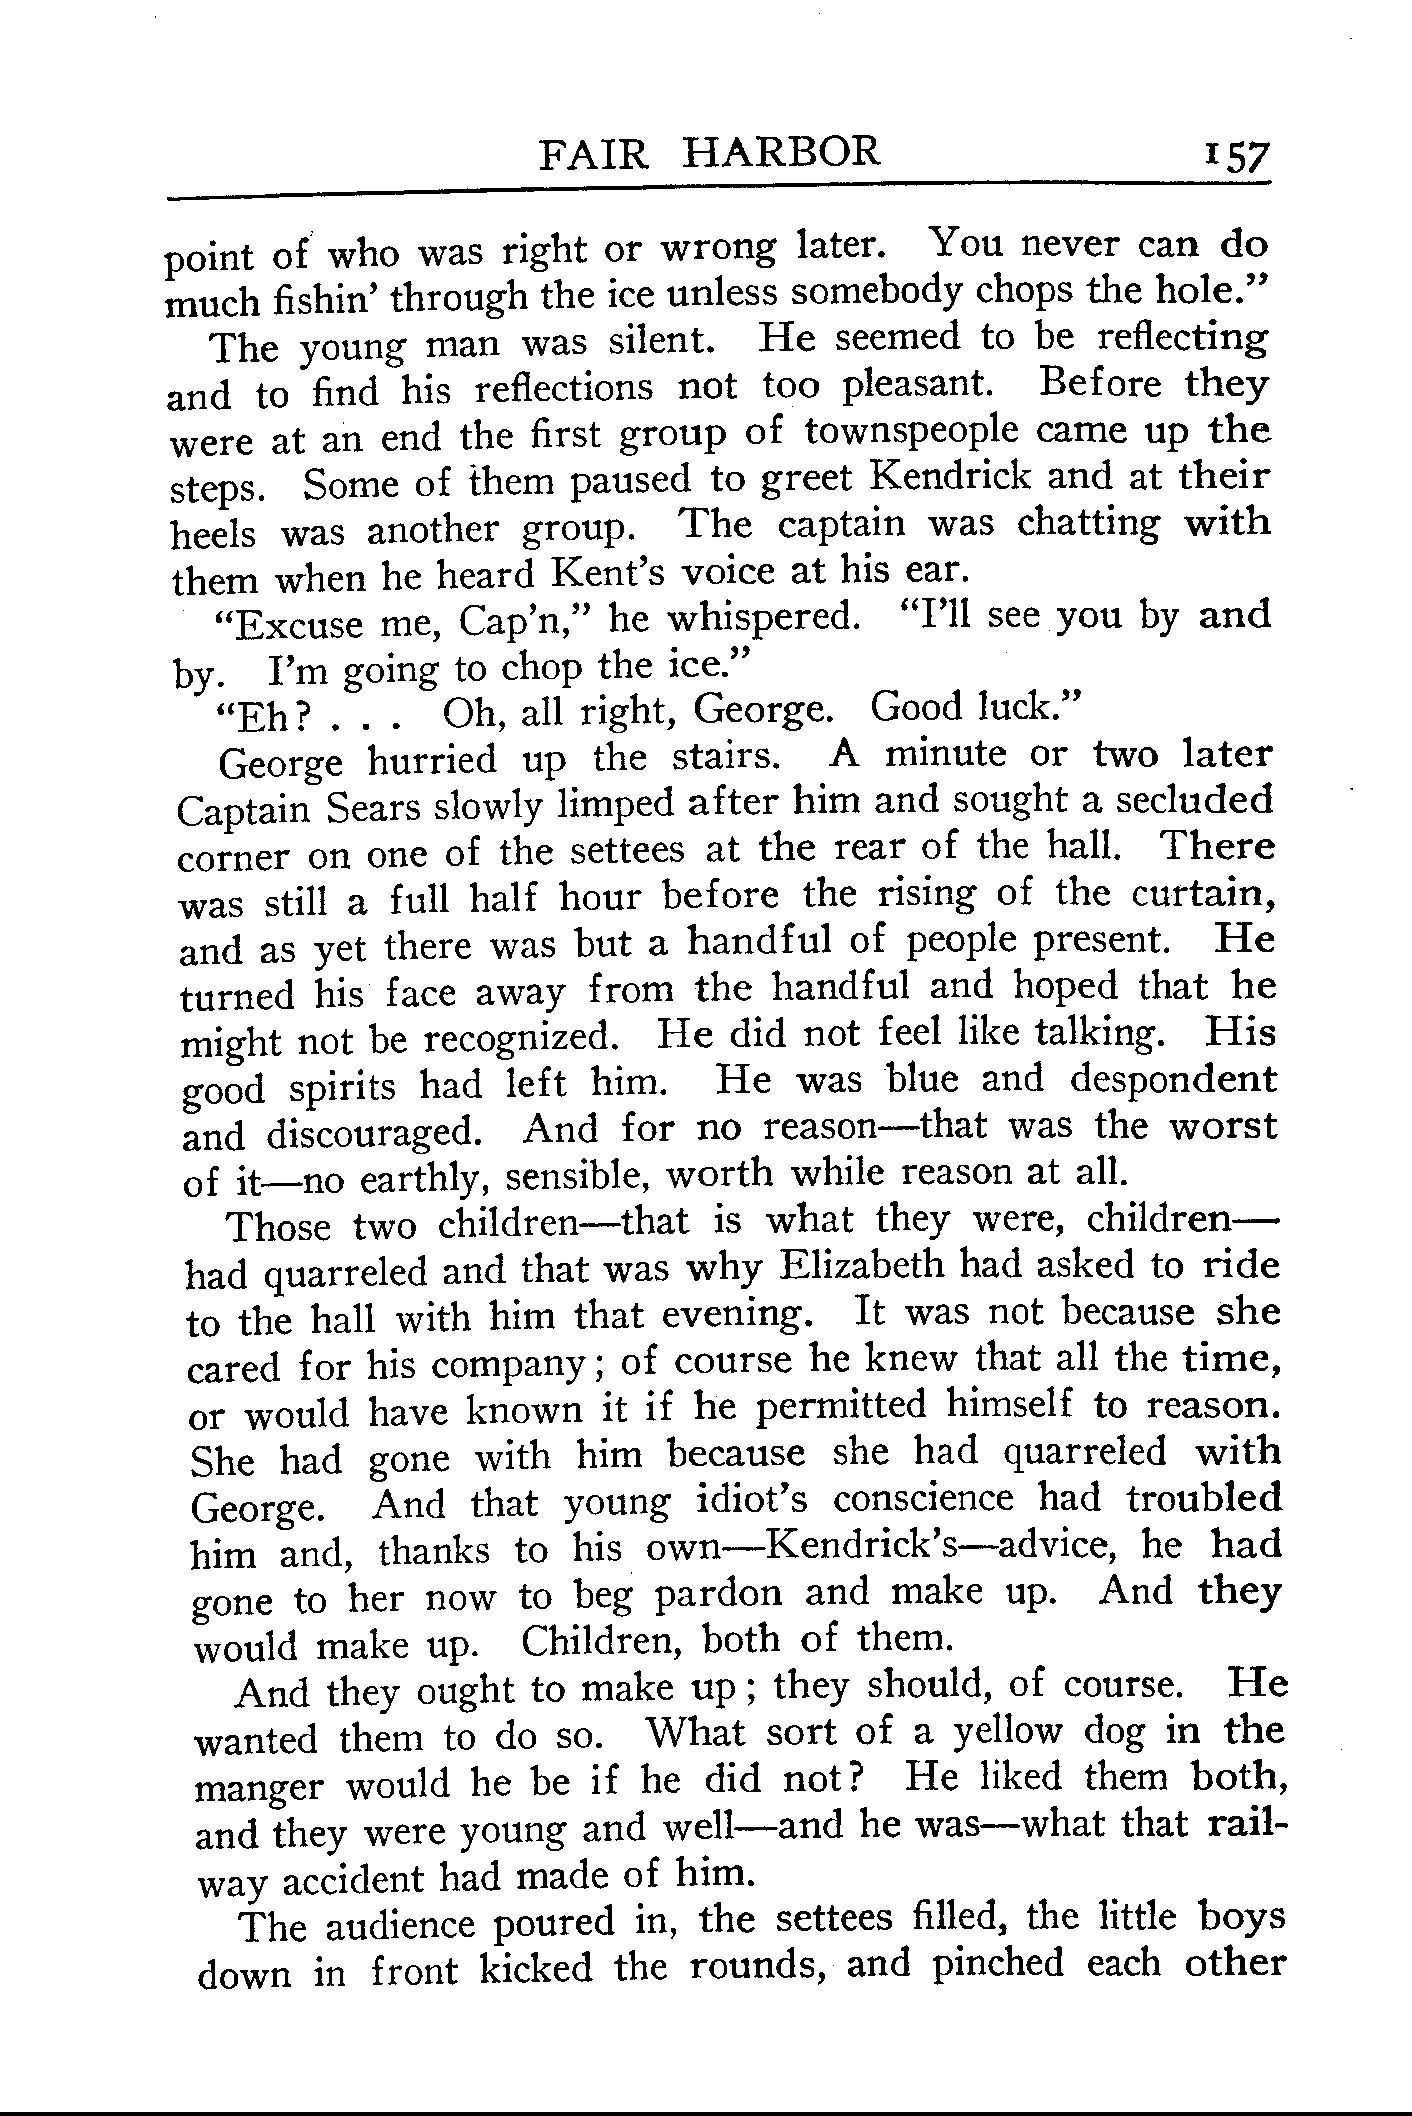 FAIR HARBOR 157
point of who was right or wrong later. You never can do
much fishin’ through the ice unless somebody chops the hole.”
The young man was silent. He seemed to be reflecting
and to find his reflections not too pleasant. Before they
were at an end the first group of townspeople came up the
steps. Some of them paused to greet Kendrick and at their
heels was another group. The captain was chatting with
them when he heard Kent’s voice at his ear.
“Excuse me, Cap’n,” he whispered. “I’ll see you by and
by. I’m going to chop the ice.”
“Eh? . . . Oh, all right, George. Good luck.”
George hurried up the stairs. A minute or two later
Captain Sears slowly limped after him and sought a secluded
corner on one of the settees at the rear of the hall. There
was still a full half hour before the rising of the curtain,
and as yet there was but a handful of people present. He
turned his face away from the handful and hoped that he
might not be recognized. He did not feel like talking. His
good spirits had left him. He was blue and despondent
and discouraged. And for no reason—that was the worst
of it—no earthly, sensible, worth while reason at all.
Those two children—that is what they were, children—
had quarreled and that was why Elizabeth had asked to ride
to the hall with him that evening. It was not because she
cared for his company; of course he knew that all the time,
or would have known it if he permitted himself to reason.
She had gone with him because she had quarreled with
George. And that young idiot’s conscience had troubled
him and, thanks to his own—Kendrick’s—advice, he had
gone to her now to beg pardon and make up. And they
would make up. Children, both of them.
And they ought to make up; they should, of course. He
wanted them to do so. What sort of a yellow dog in the
manger would he be if he did not? He liked them both,
and they were young and well—and he was—what that rail-
way accident had made of him.
The audience poured in, the settees filled, the little boys
down in front kicked the rounds, and pinched each other